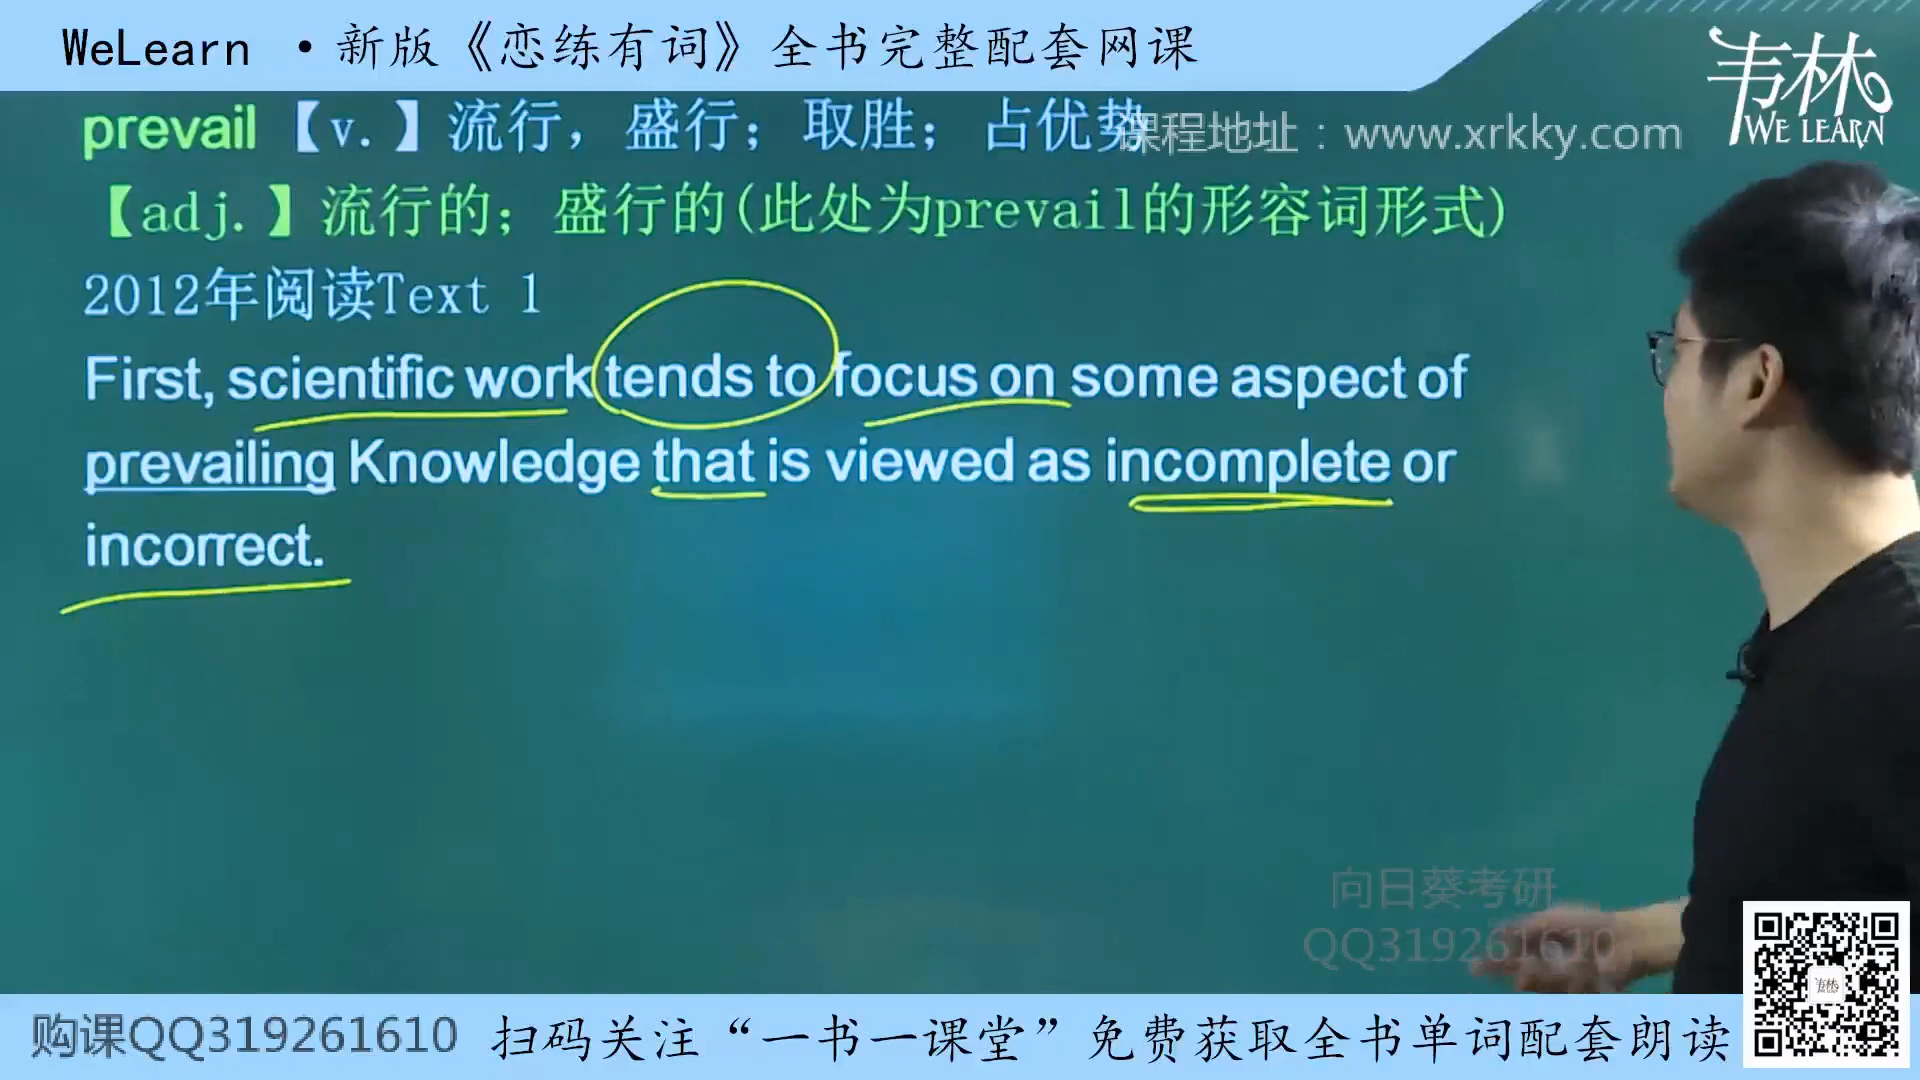 WeLearn ·新版《恋练有词》全书完整配套网课
韦林
WE LEARN
prevail【v.】流行，盛行；取胜；占优势
课程地址：www.xrkky.com
【adj.】流行的；盛行的(此处为prevail的形容词形式)
2012年阅读Text 1
First, scientific work tends to focus on some aspect of
prevailing Knowledge that is viewed as incomplete or
incorrect.
向日葵考研
QQ319261610
韦林
购课QQ319261610
扫码关注“一书一课堂”免费获取全书单词配套朗读